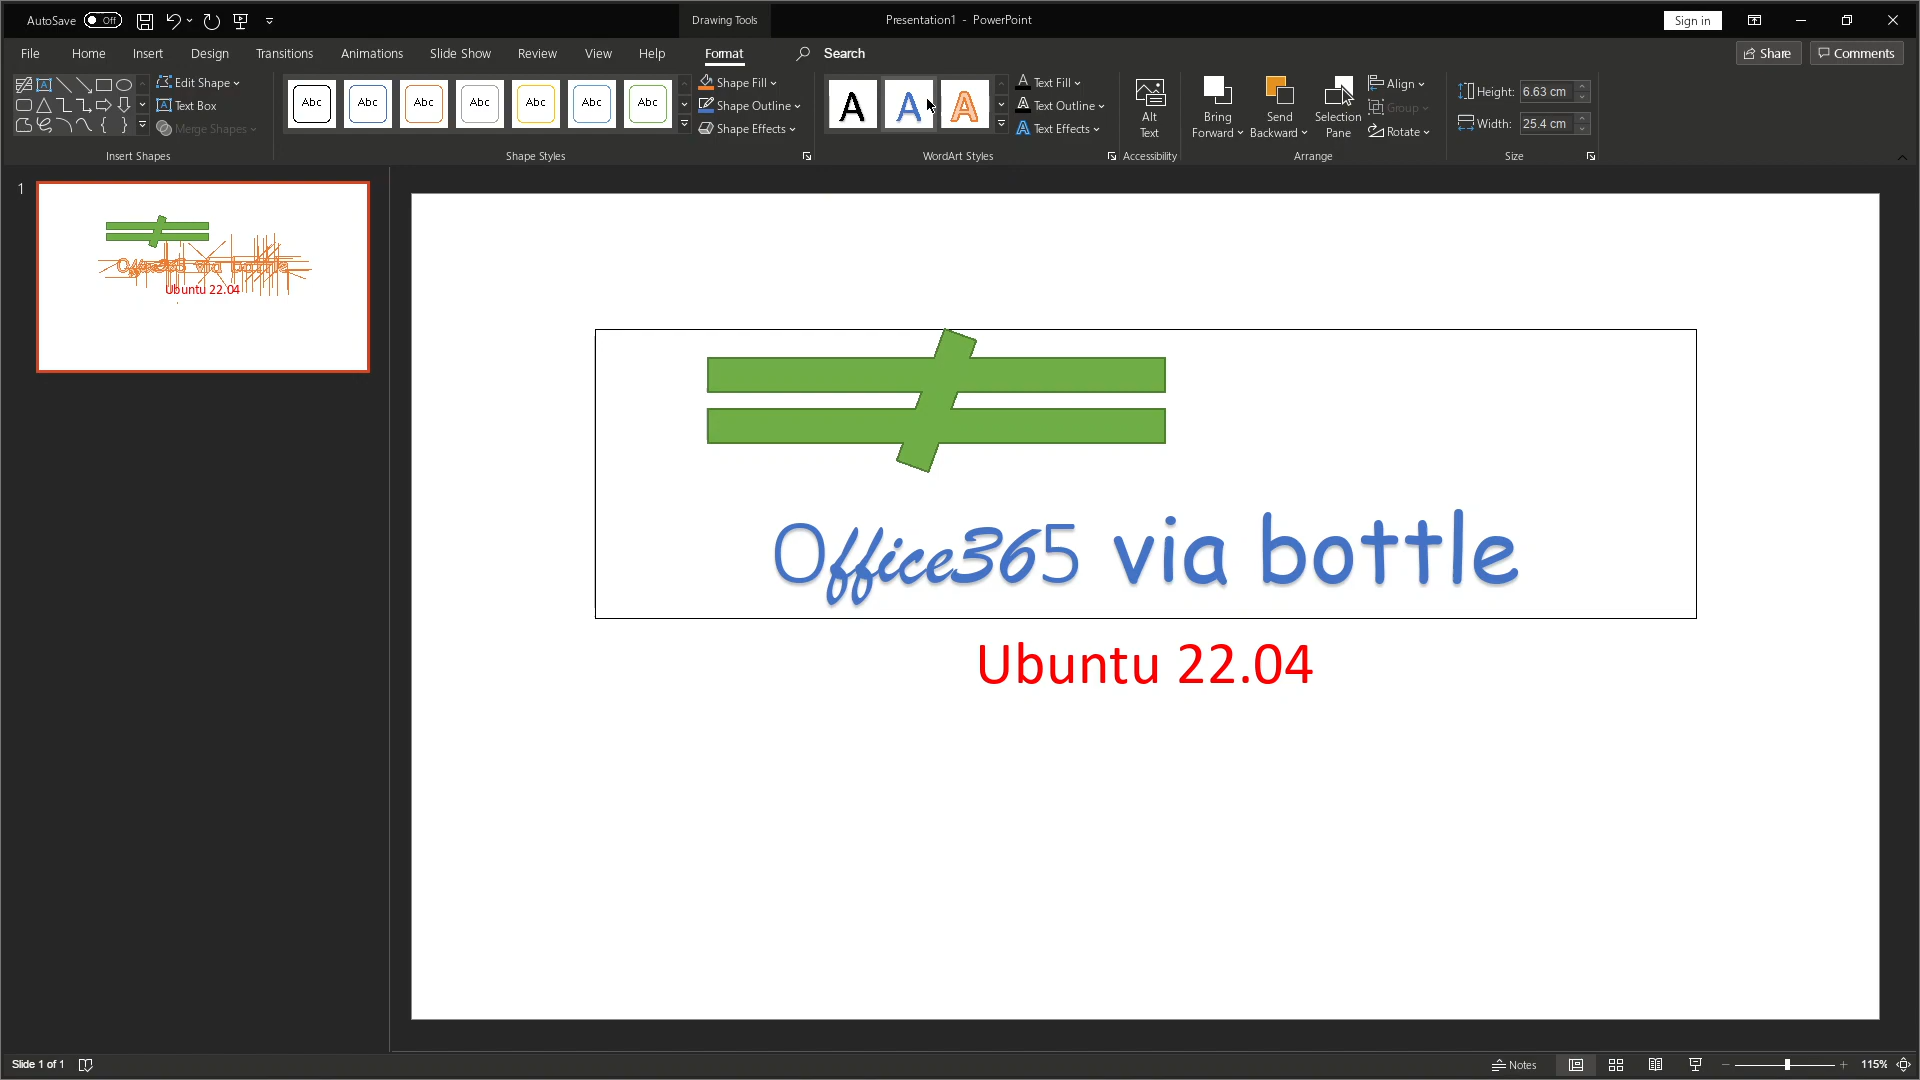 AutoSave Off Drawing Tools Presentation1 - PowerPoint Sign in
File Home Insert Design Transitions Animations Slide Show Review View Help Format Search Share Comments
Edit Shape
Text Box
Merge Shapes
Insert Shapes
Abc Abc Abc Abc Abc Abc Abc
Shape Fill
Shape Outline
Shape Effects
Shape Styles
A A A
Text Fill
Text Outline
Text Effects
WordArt Styles
Alt
Text
Accessibility
Bring
Forward
Send
Backward
Selection
Pane
Align
Group
Rotate
Arrange
Height: 6.63 cm
Width: 25.4 cm
Size
1
Office365 via bottle
Ubuntu 22.04
Office365 via bottle
Ubuntu 22.04
Slide 1 of 1 Notes 115%